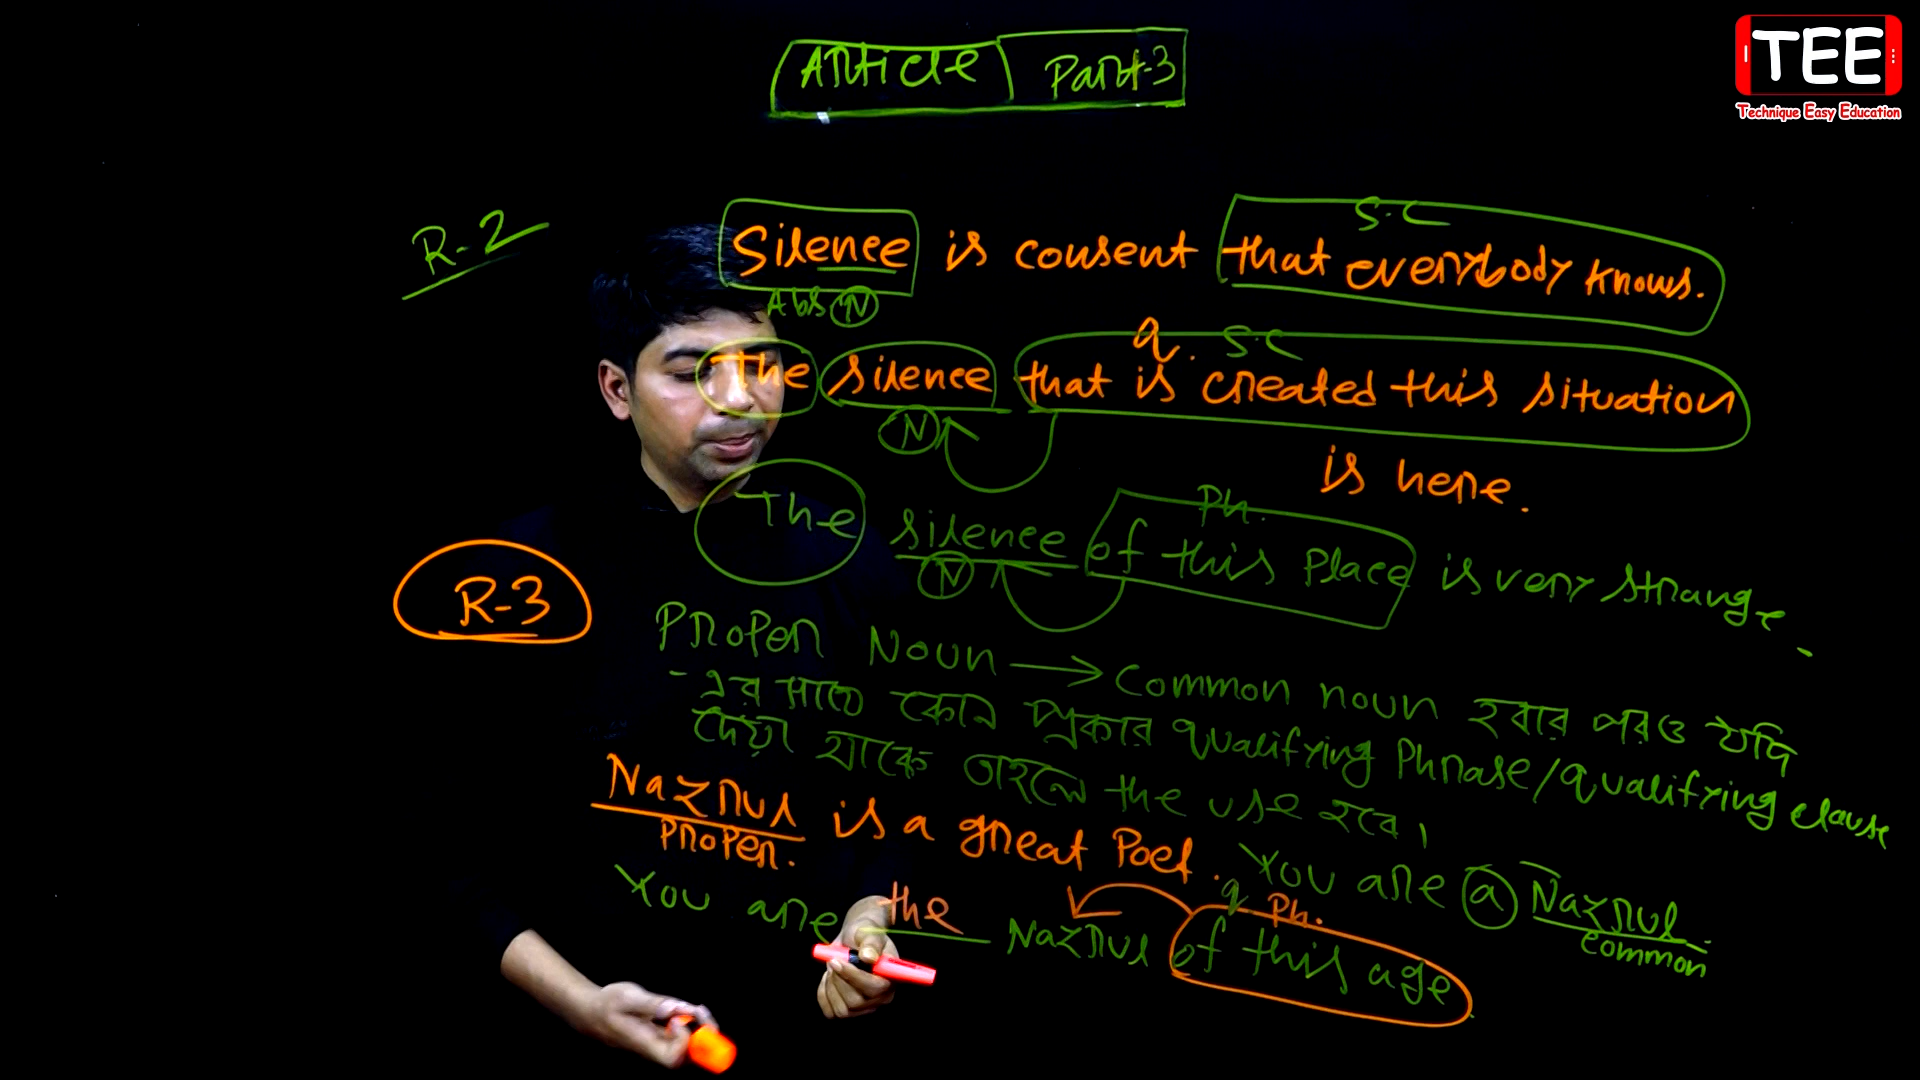 Article Part-3
TEE
Technique Easy Education
R-2
S.C
Silence is consent that everybody knows.
Abs N
q. S.C
The silence that is created this situation
N
is here.
Ph.
The silence of this Place is very strange.
N
R-3
Proper Noun → Common noun হবার পরও যদি
-এর সাথে কোন প্রকার qualifying Phrase/qualifying clause
দেয়া থাকে তাহলে the use হবে।
Nazrul is a great Poet.
Proper.
You are a Nazrul.
common
q Ph.
You are the Nazrul of this age